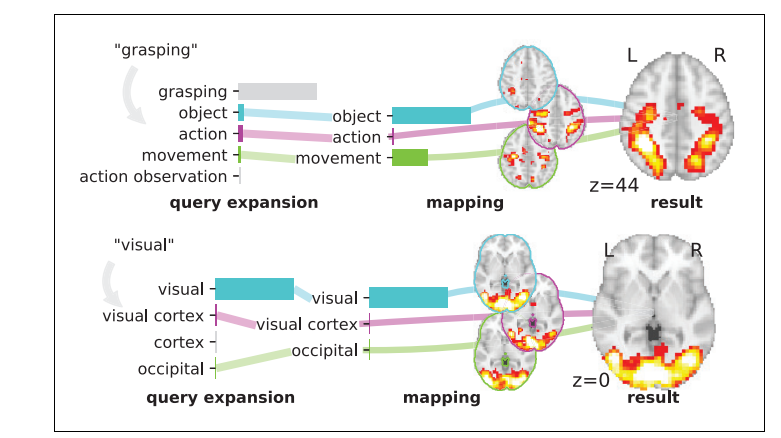 "grasping"
L R
grasping
object
action
movement
action observation
object
action
movement
z=44
query expansion mapping result
"visual"
L R
visual
visual cortex
cortex
occipital
visual
visual cortex
occipital
z=0
query expansion mapping result